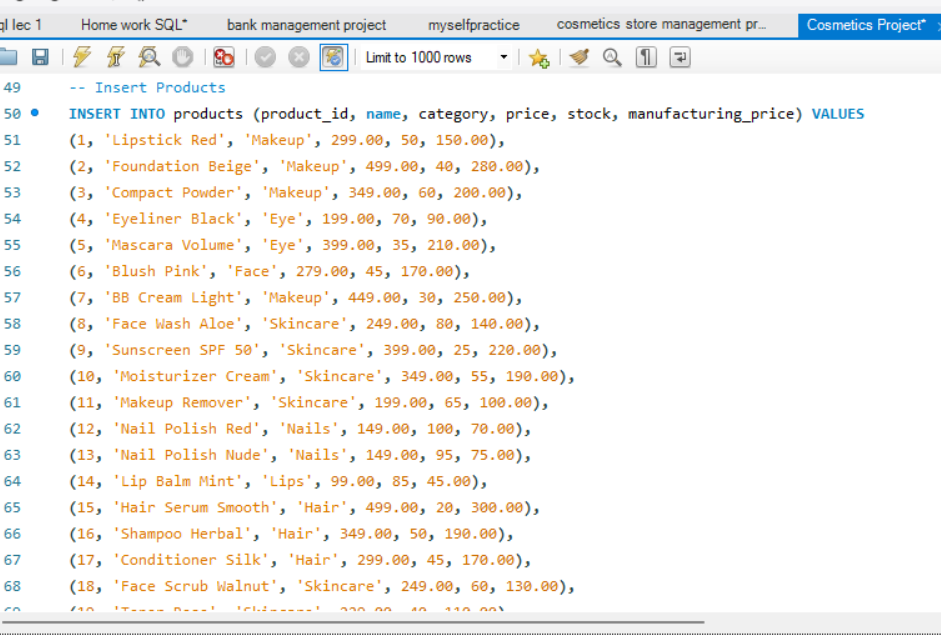 ql lec 1 Home work SQL* bank management project myselfpractice cosmetics store management pr... Cosmetics Project*
Limit to 1000 rows
49 -- Insert Products
50 INSERT INTO products (product_id, name, category, price, stock, manufacturing_price) VALUES
51 (1, 'Lipstick Red', 'Makeup', 299.00, 50, 150.00),
52 (2, 'Foundation Beige', 'Makeup', 499.00, 40, 280.00),
53 (3, 'Compact Powder', 'Makeup', 349.00, 60, 200.00),
54 (4, 'Eyeliner Black', 'Eye', 199.00, 70, 90.00),
55 (5, 'Mascara Volume', 'Eye', 399.00, 35, 210.00),
56 (6, 'Blush Pink', 'Face', 279.00, 45, 170.00),
57 (7, 'BB Cream Light', 'Makeup', 449.00, 30, 250.00),
58 (8, 'Face Wash Aloe', 'Skincare', 249.00, 80, 140.00),
59 (9, 'Sunscreen SPF 50', 'Skincare', 399.00, 25, 220.00),
60 (10, 'Moisturizer Cream', 'Skincare', 349.00, 55, 190.00),
61 (11, 'Makeup Remover', 'Skincare', 199.00, 65, 100.00),
62 (12, 'Nail Polish Red', 'Nails', 149.00, 100, 70.00),
63 (13, 'Nail Polish Nude', 'Nails', 149.00, 95, 75.00),
64 (14, 'Lip Balm Mint', 'Lips', 99.00, 85, 45.00),
65 (15, 'Hair Serum Smooth', 'Hair', 499.00, 20, 300.00),
66 (16, 'Shampoo Herbal', 'Hair', 349.00, 50, 190.00),
67 (17, 'Conditioner Silk', 'Hair', 299.00, 45, 170.00),
68 (18, 'Face Scrub Walnut', 'Skincare', 249.00, 60, 130.00),